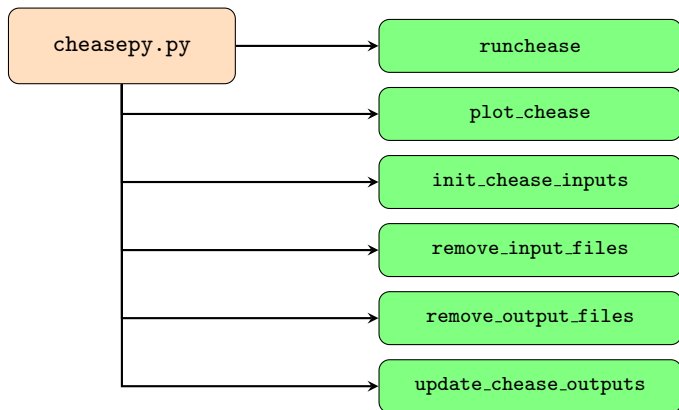 cheasepy.py
runchease
plot_chease
init_chease_inputs
remove_input_files
remove_output_files
update_chease_outputs